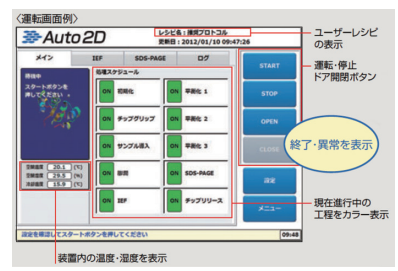 〈運転画面例〉
Auto2D
レシピ名：推奨プロトコル
更新日：2012/01/10 09:47:26
ユーザーレシピ
の表示
メイン
IEF
SDS-PAGE
ログ
待機中
スタートボタンを
押してください
処理スケジュール
ON 初期化
ON 平衡化 1
ON チップグリップ
ON 平衡化 2
ON サンプル導入
ON 平衡化 3
ON 膨潤
ON SDS-PAGE
ON IEF
ON チップリリース
START
STOP
OPEN
CLOSE
設定
メニュー
運転・停止
ドア開閉ボタン
終了・異常を表示
現在進行中の
工程をカラー表示
20.1 [℃]
29.5 [%]
15.9 [℃]
設定を確認してスタートボタンを押してください
09:48
装置内の温度・湿度を表示